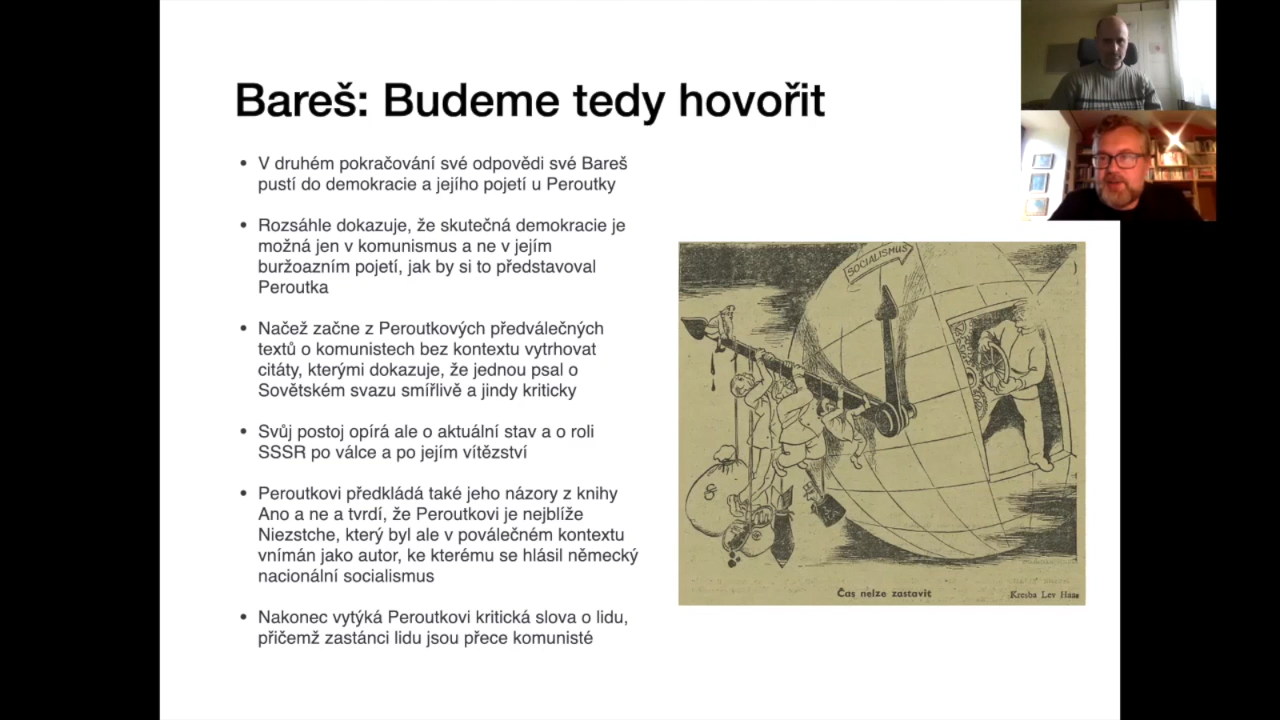 Bareš: Budeme tedy hovořit
• V druhém pokračování své odpovědi své Bareš
pustí do demokracie a jejího pojetí u Peroutky
• Rozsáhle dokazuje, že skutečná demokracie je
možná jen v komunismus a ne v jejím
buržoazním pojetí, jak by si to představoval
Peroutka
• Načež začne z Peroutkových předválečných
textů o komunistech bez kontextu vytrhovat
citáty, kterými dokazuje, že jednou psal o
Sovětském svazu smířlivě a jindy kriticky
• Svůj postoj opírá ale o aktuální stav a o roli
SSSR po válce a po jejím vítězství
• Peroutkovi předkládá také jeho názory z knihy
Ano a ne a tvrdí, že Peroutkovi je nejblíže
Niezstche, který byl ale v poválečném kontextu
vnímán jako autor, ke kterému se hlásil německý
nacionální socialismus
• Nakonec vytýká Peroutkovi kritická slova o lidu,
přičemž zastánci lidu jsou přece komunisté
SOCIALISMUS
$
Čas nelze zastavit
Kresba Lev Haas